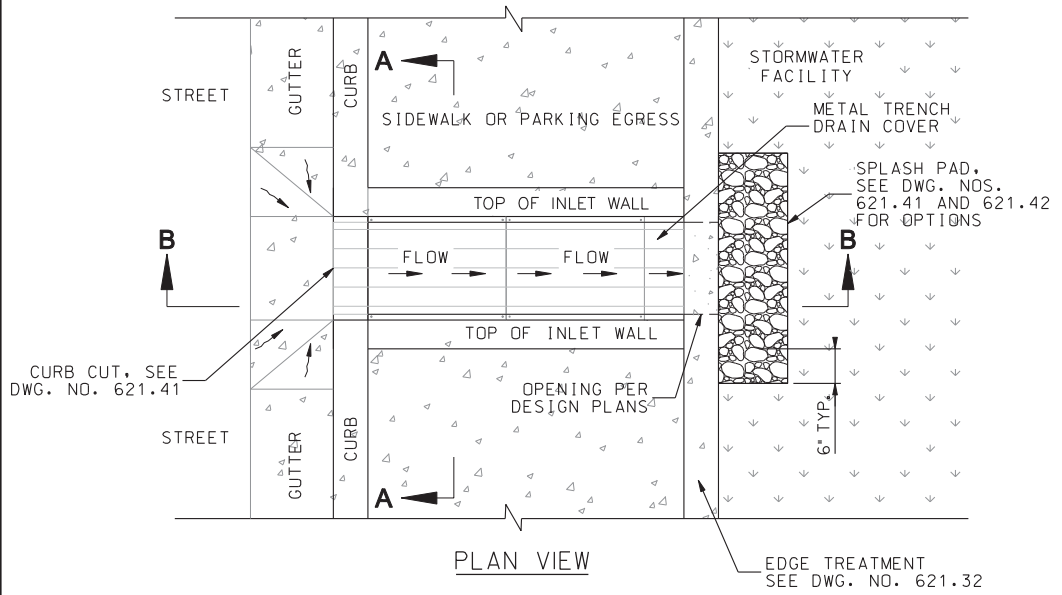 STORMWATER
FACILITY
STREET
GUTTER
CURB
A
SIDEWALK OR PARKING EGRESS
METAL TRENCH
DRAIN COVER
SPLASH PAD,
SEE DWG. NOS.
621.41 AND 621.42
FOR OPTIONS
TOP OF INLET WALL
B
FLOW
FLOW
B
TOP OF INLET WALL
CURB CUT, SEE
DWG. NO. 621.41
OPENING PER
DESIGN PLANS
6" TYP.
STREET
GUTTER
CURB
A
PLAN VIEW
EDGE TREATMENT
SEE DWG. NO. 621.32